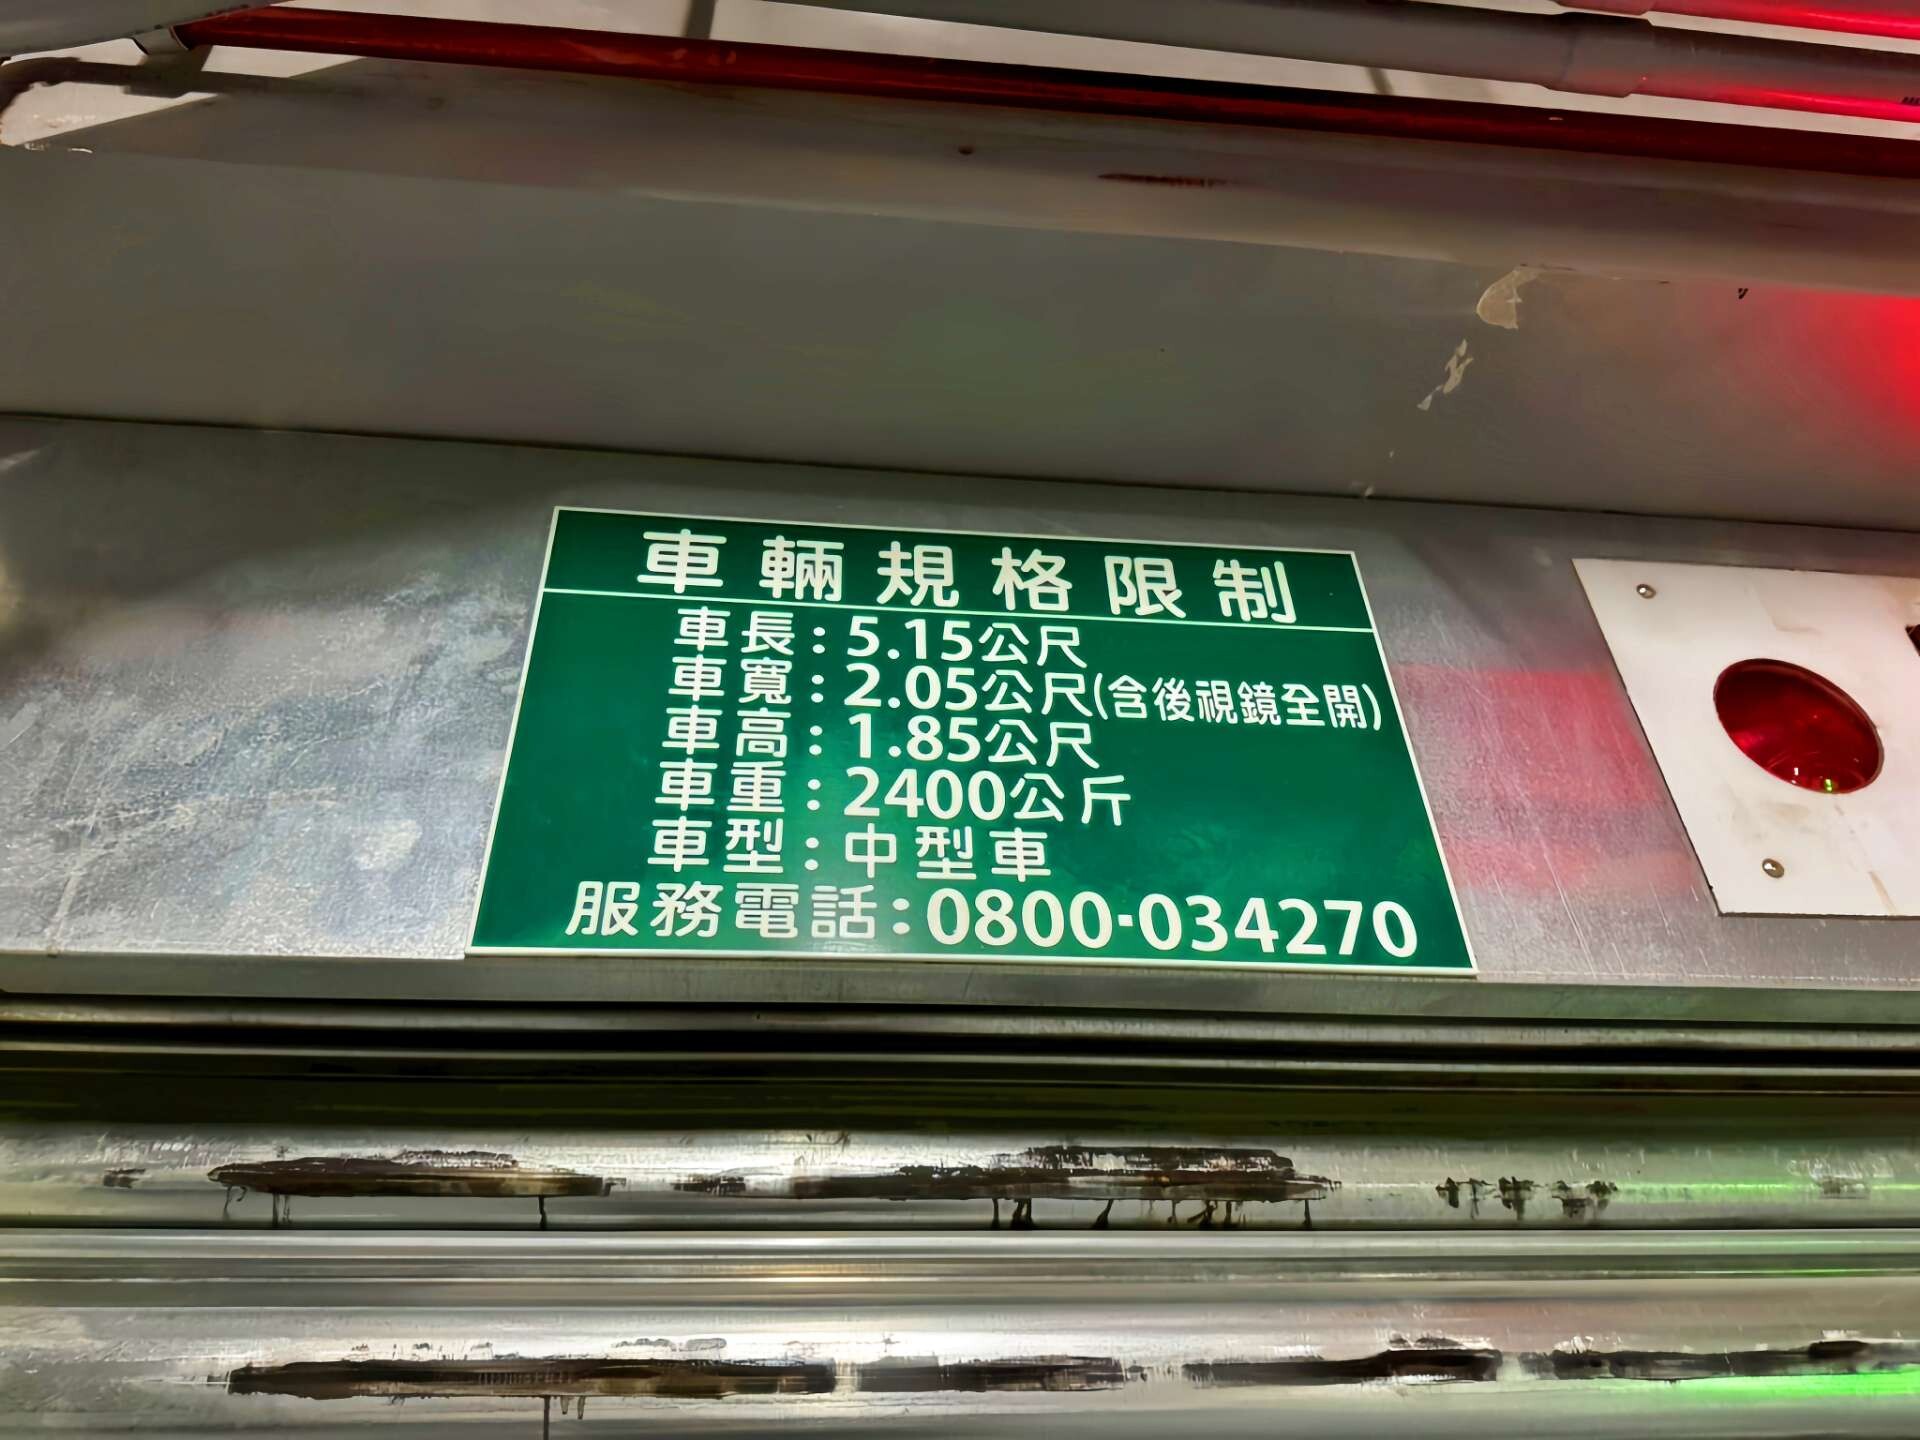 車輛規格限制
車長：5.15公尺
車寬：2.05公尺(含後視鏡全開)
車高：1.85公尺
車重：2400公斤
車型：中型車
服務電話：0800-034270